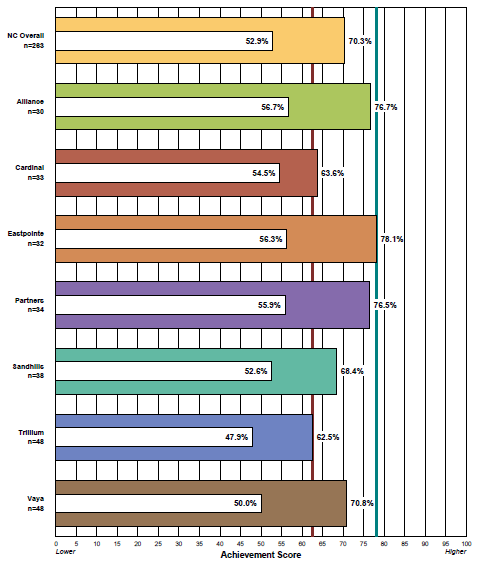 NC Overall
n=263
52.9%
70.3%
Alliance
n=30
56.7%
76.7%
Cardinal
n=33
54.5%
63.6%
Eastpointe
n=32
56.3%
78.1%
Partners
n=34
55.9%
76.5%
Sandhills
n=38
52.6%
68.4%
Trillium
n=48
47.9%
62.5%
Vaya
n=48
50.0%
70.8%
0 5 10 15 20 25 30 35 40 45 50 55 60 65 70 75 80 85 90 95 100
Lower Achievement Score Higher